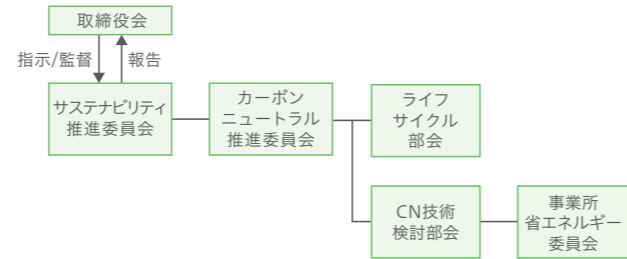 取締役会
指示/監督
報告
サステナビリティ
推進委員会
カーボン
ニュートラル
推進委員会
ライフ
サイクル
部会
CN技術
検討部会
事業所
省エネルギー
委員会